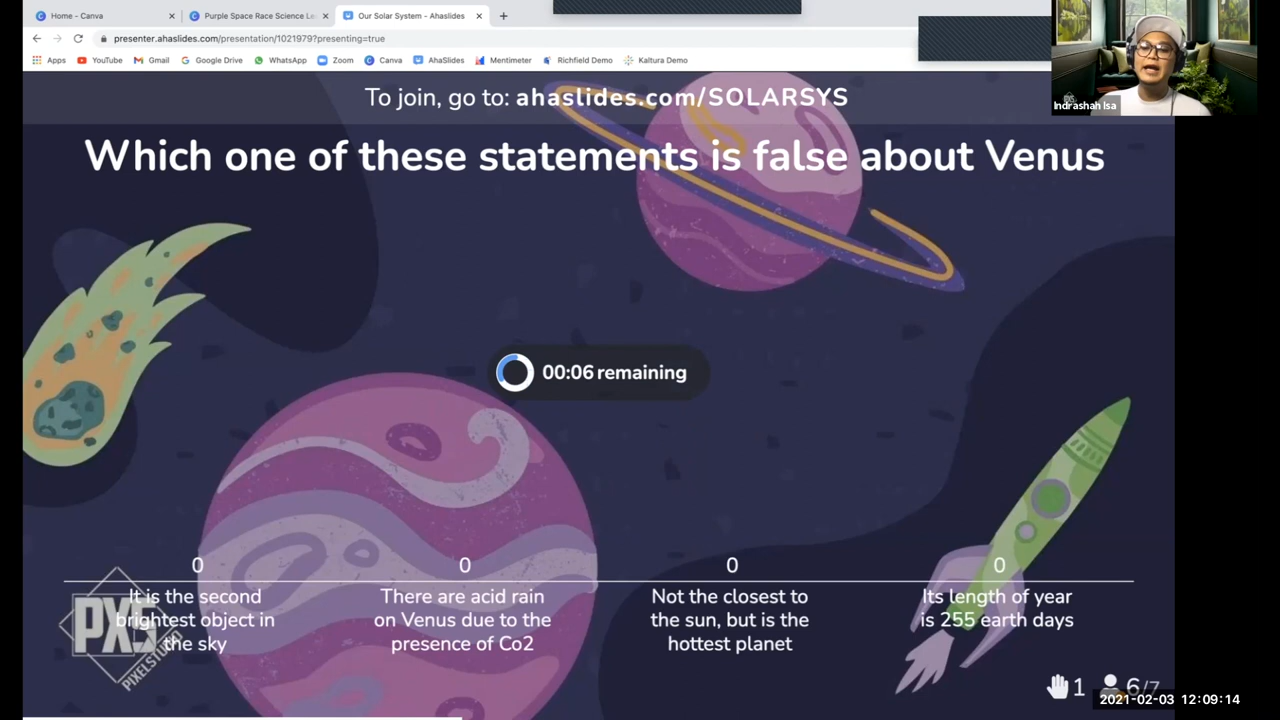 Home - Canva
Purple Space Race Science Le
Our Solar System - Ahaslides
presenter.ahaslides.com/presentation/1021979?presenting=true
Apps YouTube Gmail Google Drive WhatsApp Zoom Canva AhaSlides Mentimeter Richfield Demo Kaltura Demo
Indrashah Isa
To join, go to: ahaslides.com/SOLARSYS
Which one of these statements is false about Venus
00:06 remaining
0
It is the second
brightest object in
the sky
0
There are acid rain
on Venus due to the
presence of Co2
0
Not the closest to
the sun, but is the
hottest planet
0
Its length of year
is 255 earth days
PX5
PIXELSTUDIO
1
6/7
2021-02-03 12:09:14